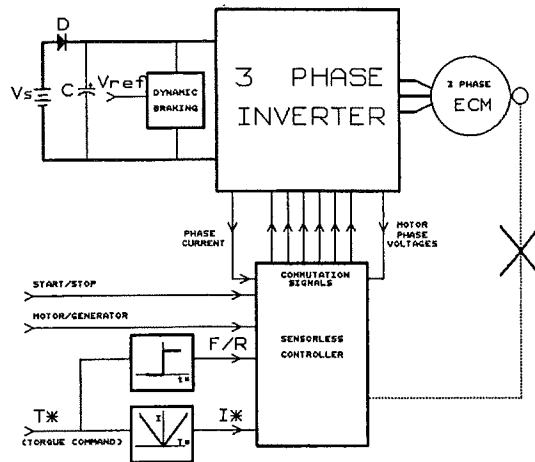 D
Vs
C
+
Vref
DYNAMIC
BRAKING
3 PHASE
INVERTER
3 PHASE
ECM
PHASE
CURRENT
MOTOR
PHASE
VOLTAGES
COMMUTATION
SIGNALS
START/STOP
MOTOR/GENERATOR
SENSORLESS
CONTROLLER
F/R
T*
T*
(TORQUE COMMAND)
I
T*
I*